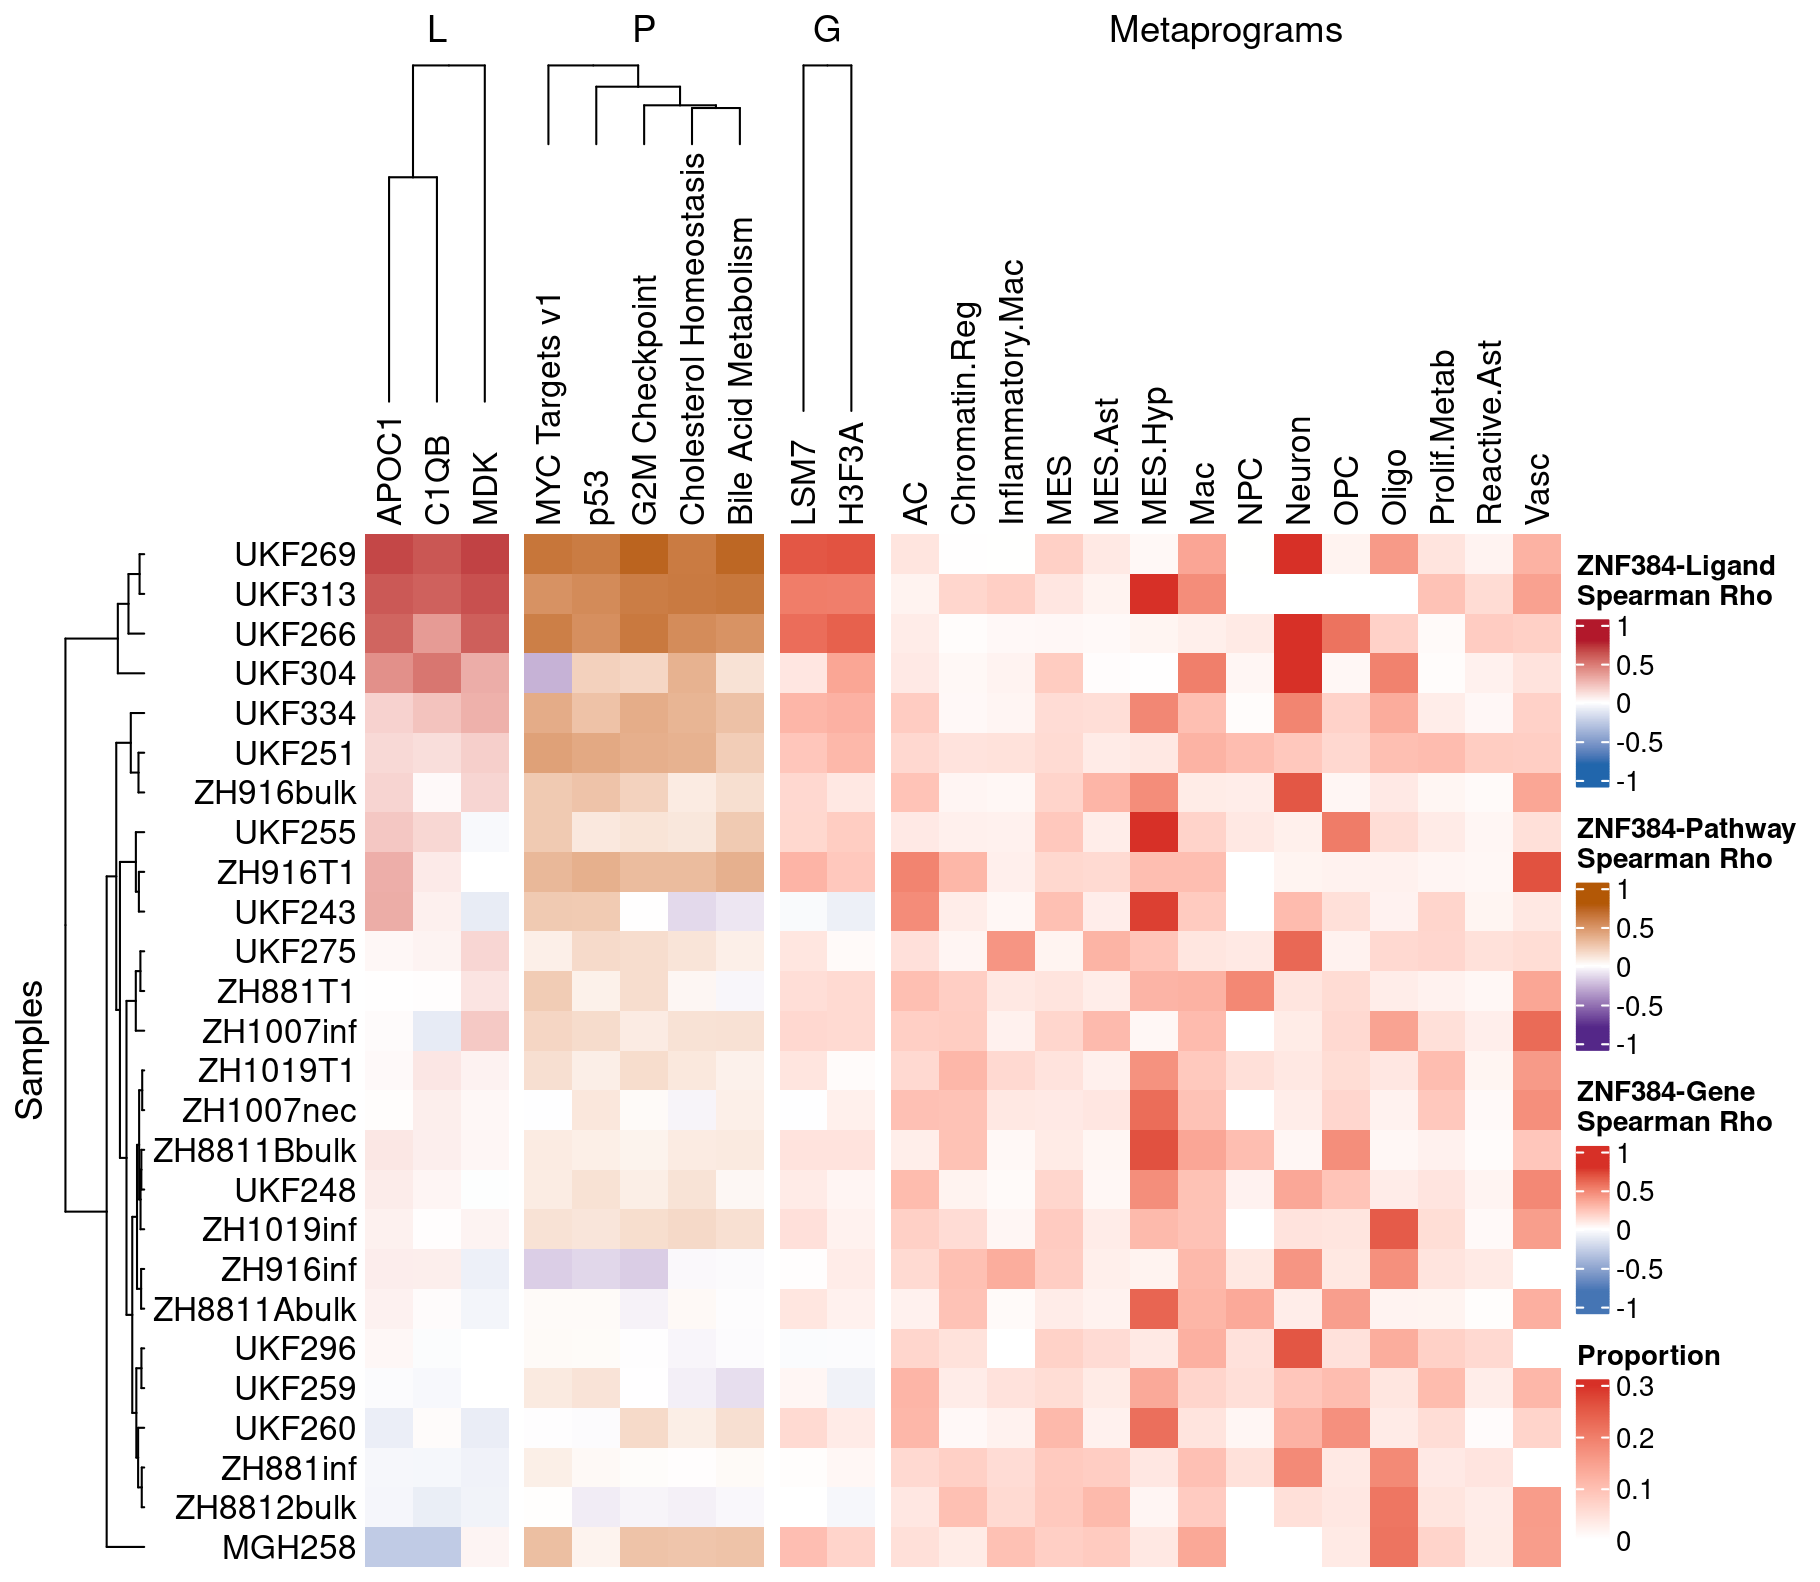 L
P
G
Metaprograms
APOC1
C1QB
MDK
MYC Targets v1
p53
G2M Checkpoint
Cholesterol Homeostasis
Bile Acid Metabolism
LSM7
H3F3A
AC
Chromatin.Reg
Inflammatory.Mac
MES
MES.Ast
MES.Hyp
Mac
NPC
Neuron
OPC
Oligo
Prolif.Metab
Reactive.Ast
Vasc
Samples
UKF269
UKF313
UKF266
UKF304
UKF334
UKF251
ZH916bulk
UKF255
ZH916T1
UKF243
UKF275
ZH881T1
ZH1007inf
ZH1019T1
ZH1007nec
ZH8811Bbulk
UKF248
ZH1019inf
ZH916inf
ZH8811Abulk
UKF296
UKF259
UKF260
ZH881inf
ZH8812bulk
MGH258
ZNF384-Ligand
Spearman Rho
1
0.5
0
-0.5
-1
ZNF384-Pathway
Spearman Rho
1
0.5
0
-0.5
-1
ZNF384-Gene
Spearman Rho
1
0.5
0
-0.5
-1
Proportion
0.3
0.2
0.1
0